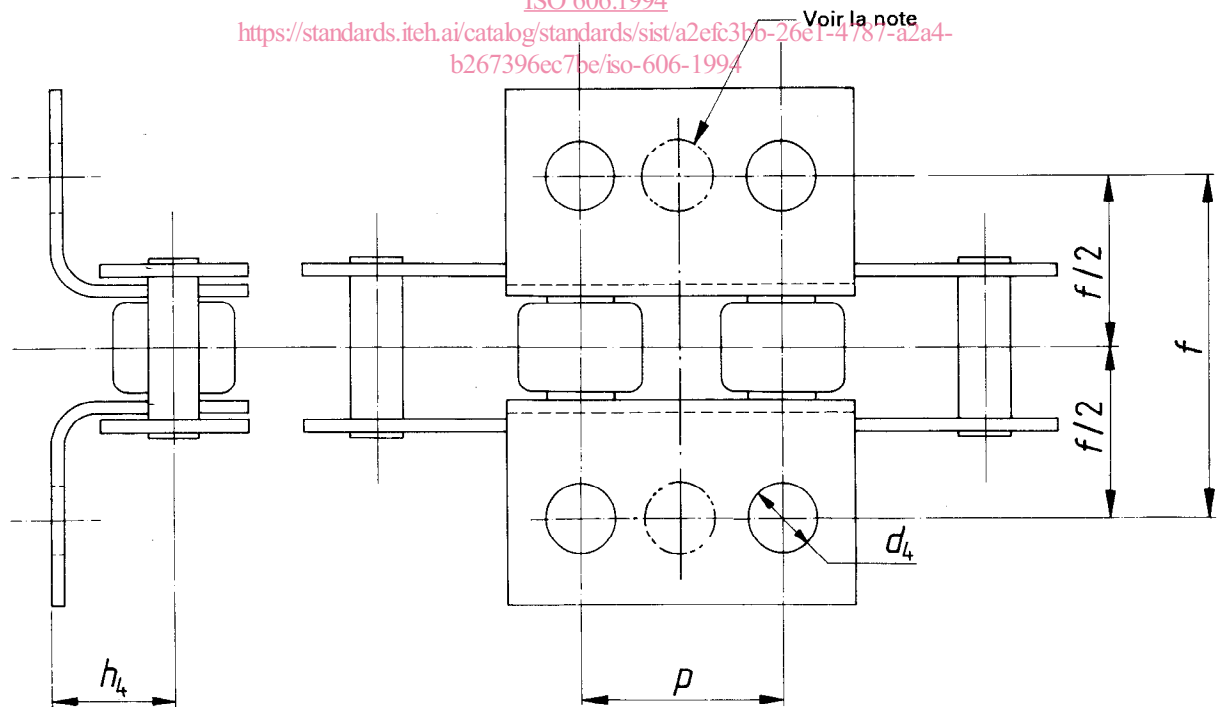 ISO 606:1994
https://standards.iteh.ai/catalog/standards/sist/a2efc3bb-26e1-4787-a2a4-
b267396ec7be/iso-606-1994
Voir la note
f/2
f
f/2
d₄
h₄
p